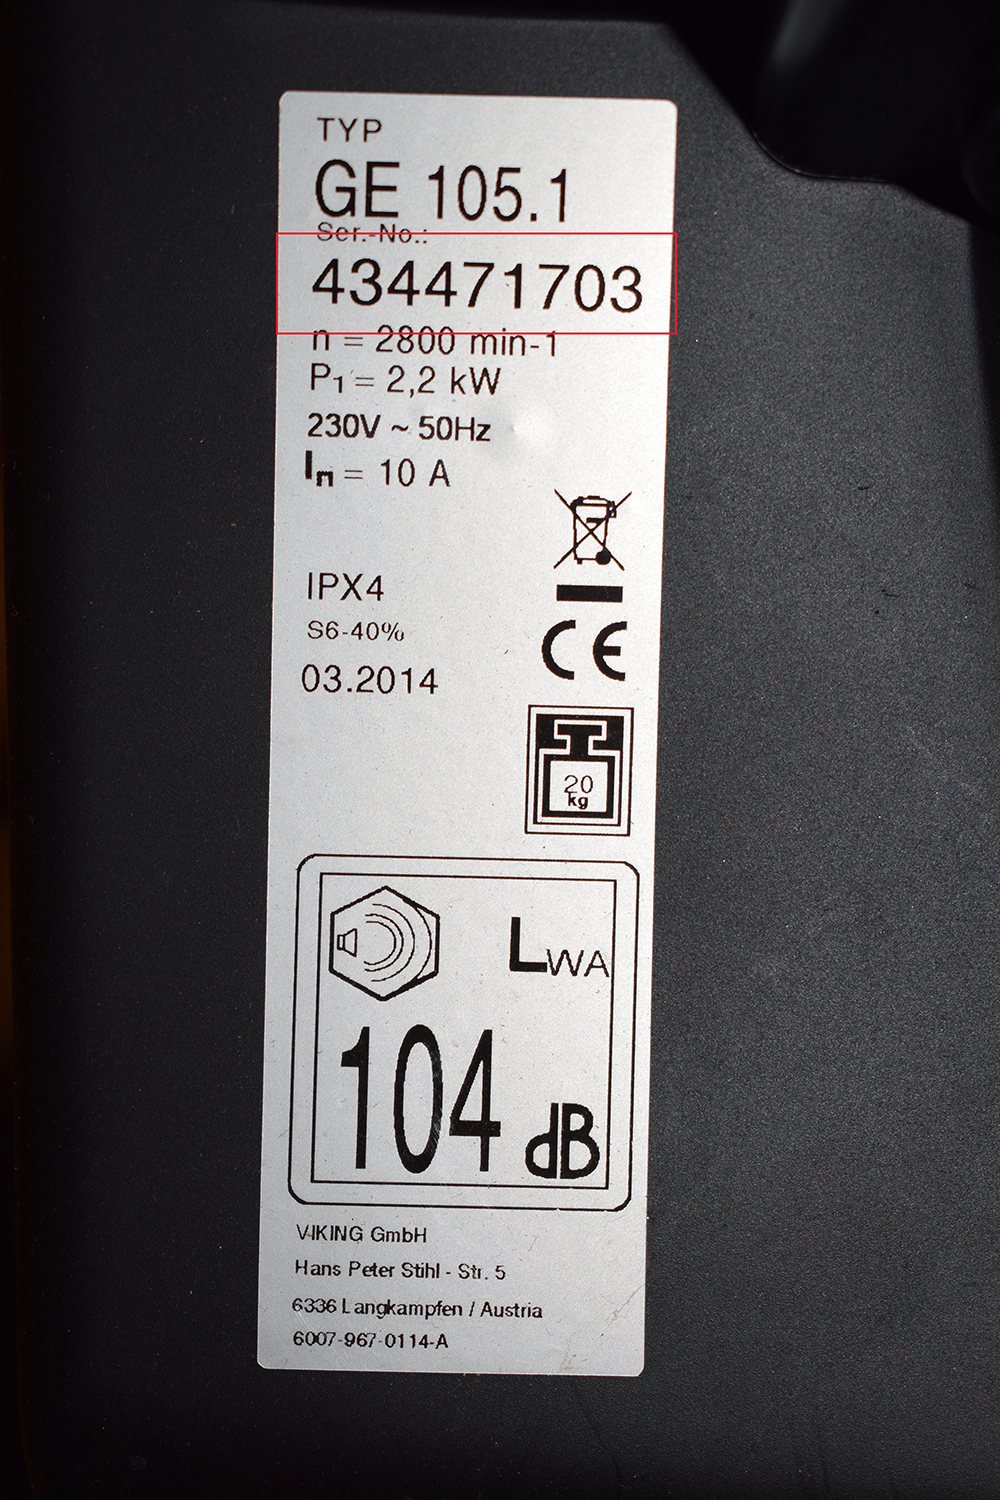 TYP
GE 105.1
Ser.-No.:
434471703
n = 2800 min-1
P1 = 2,2 kW
230V ~ 50Hz
In = 10 A
IPX4
S6-40%
03.2014
CE
20
kg
LWA
104 dB
VIKING GmbH
Hans Peter Stihl - Str. 5
6336 Langkampfen / Austria
6007-967-0114-A